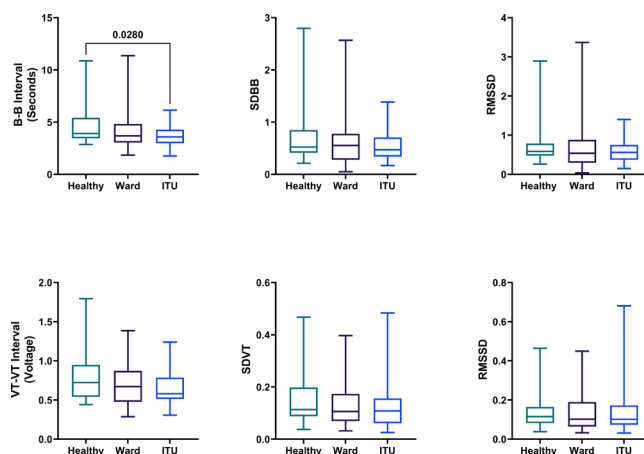 0.0280
B-B Interval
(Seconds)
15
10
5
0
Healthy Ward ITU
SDBB
3
2
1
0
Healthy Ward ITU
RMSSD
4
3
2
1
0
Healthy Ward ITU
VT-VT Interval
(Voltage)
2.0
1.5
1.0
0.5
0.0
Healthy Ward ITU
SDVT
0.6
0.4
0.2
0.0
Healthy Ward ITU
RMSSD
0.8
0.6
0.4
0.2
0.0
Healthy Ward ITU